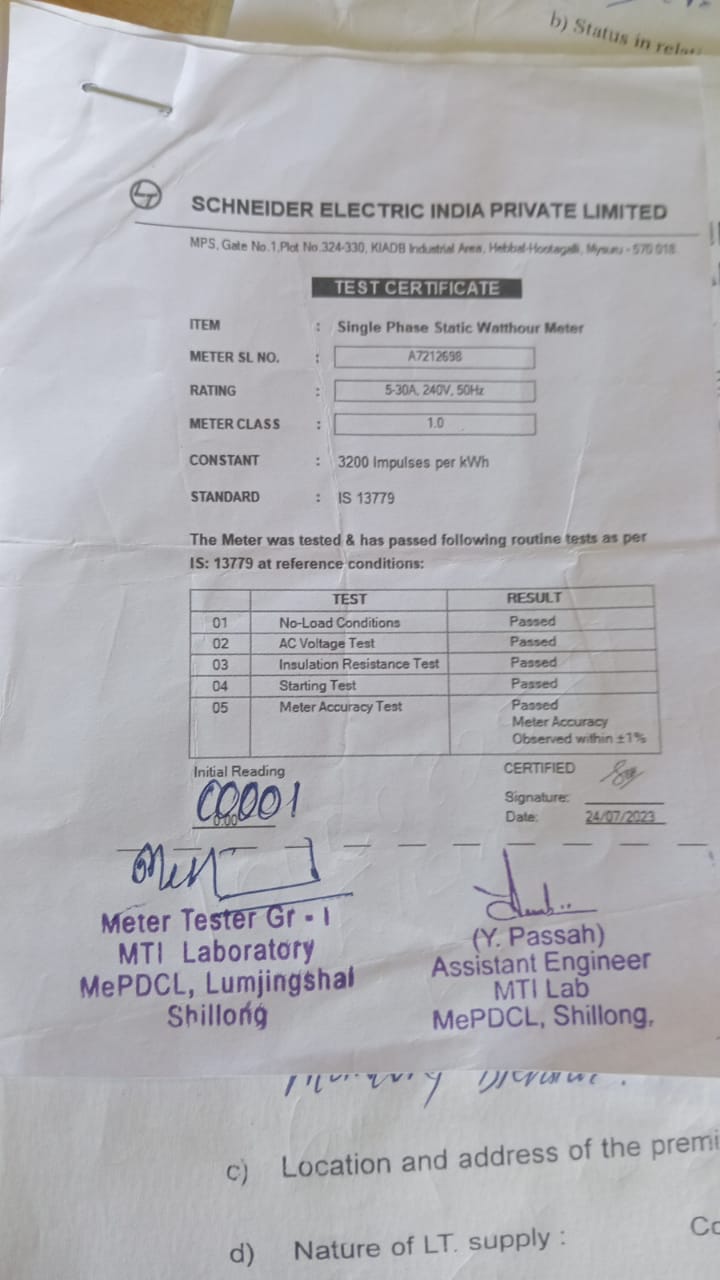 b) Status in
SCHNEIDER ELECTRIC INDIA PRIVATE LIMITED
MPS, Gate No.1,Plot No.324-330, KIADB Industrial Area, Hebbal-Hootagalli, Mysuru - 570 018.
TEST CERTIFICATE
ITEM : Single Phase Static Watthour Meter
METER SL NO. : A7212698
RATING : 5-30A, 240V, 50Hz
METER CLASS : 1.0
CONSTANT : 3200 Impulses per kWh
STANDARD : IS 13779
The Meter was tested & has passed following routine tests as per
IS: 13779 at reference conditions:
TEST RESULT
01 No-Load Conditions Passed
02 AC Voltage Test Passed
03 Insulation Resistance Test Passed
04 Starting Test Passed
05 Meter Accuracy Test Passed
Meter Accuracy
Observed within ±1%
Initial Reading CERTIFIED
00001
0.00
Signature:
Date: 24/07/2023
Meter Tester Gr - I
MTI Laboratory
MePDCL, Lumjingshai
Shillong
(Y. Passah)
Assistant Engineer
MTI Lab
MePDCL, Shillong,
c) Location and address of the premi
d) Nature of LT. supply : Co